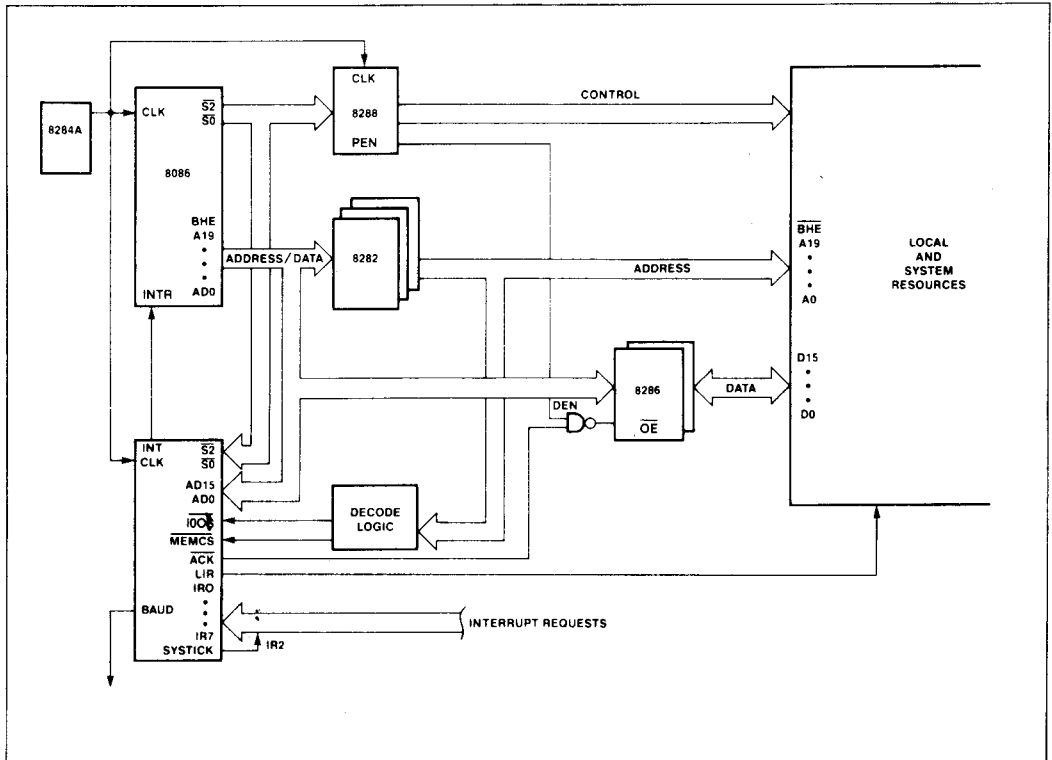 8284A
CLK
S2
S0
8086
BHE
A19
AD0
INTR
CLK
8288
PEN
CONTROL
ADDRESS/DATA
8282
ADDRESS
BHE
A19
A0
LOCAL
AND
SYSTEM
RESOURCES
D15
D0
8286
OE
DATA
DEN
INT
CLK
S2
S0
AD15
AD0
MEMCS
ACK
LIR
IR0
IR7
BAUD
SYSTICK
DECODE
LOGIC
INTERRUPT REQUESTS
IR2